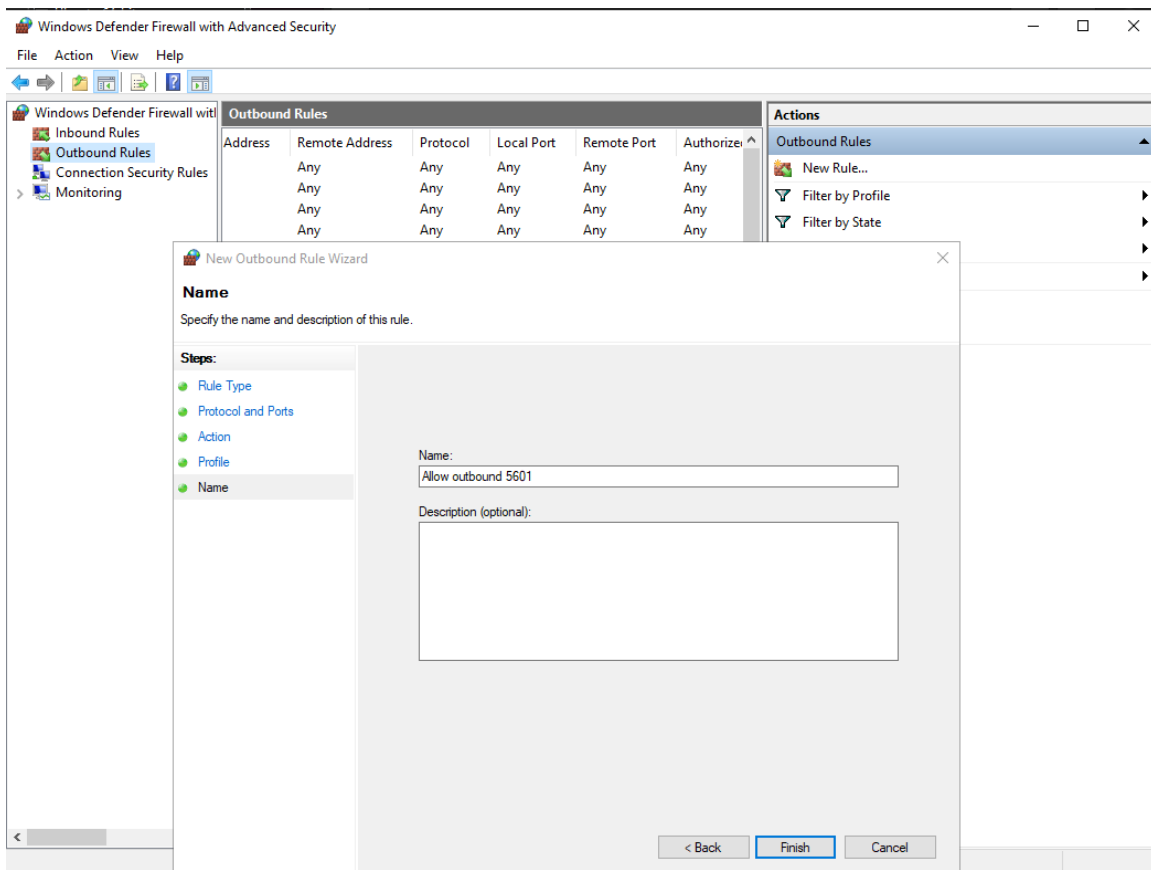 Windows Defender Firewall with Advanced Security
File Action View Help
Windows Defender Firewall witl
Inbound Rules
Outbound Rules
Connection Security Rules
Monitoring
Outbound Rules
Address Remote Address Protocol Local Port Remote Port Authorized
Any Any Any Any Any
Any Any Any Any Any
Any Any Any Any Any
Any Any Any Any Any
Actions
Outbound Rules
New Rule...
Filter by Profile
Filter by State
New Outbound Rule Wizard
Name
Specify the name and description of this rule.
Steps:
Rule Type
Protocol and Ports
Action
Profile
Name
Name:
Allow outbound 5601
Description (optional):
< Back Finish Cancel